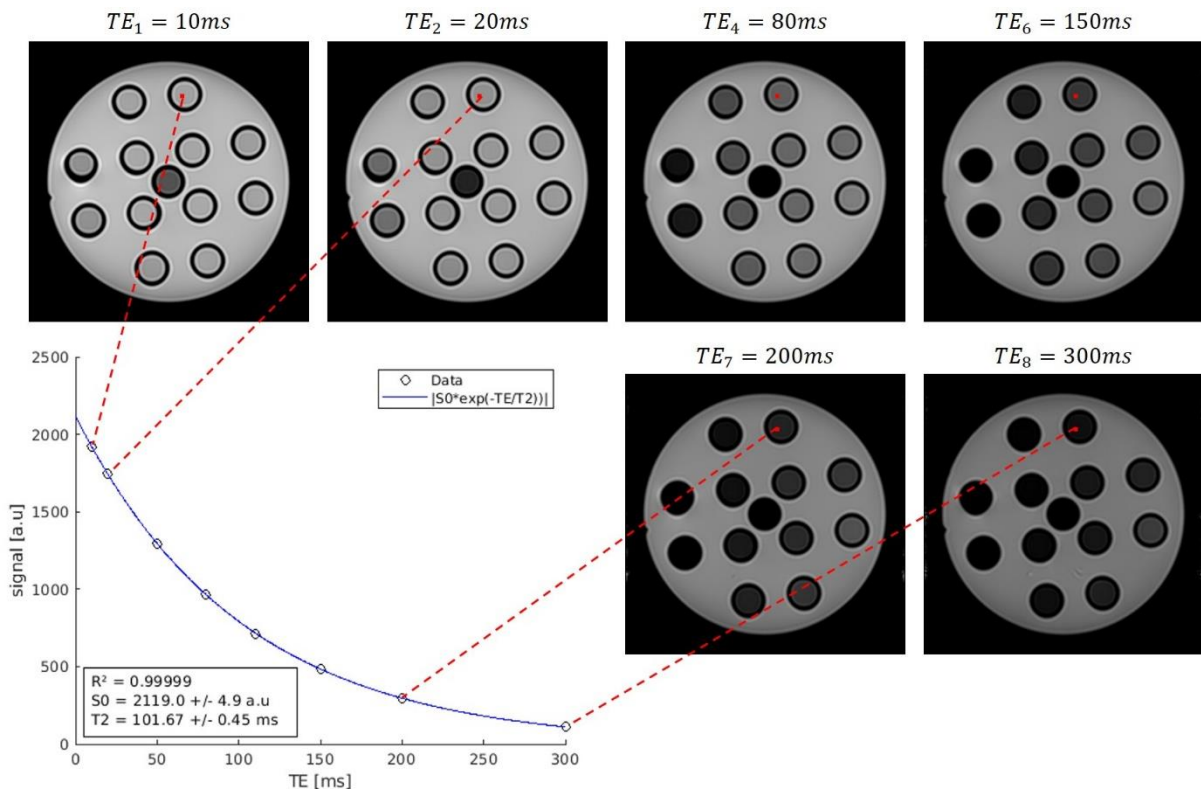 TE₁ = 10ms
TE₂ = 20ms
TE₄ = 80ms
TE₆ = 150ms
TE₇ = 200ms
TE₈ = 300ms
2500
2000
1500
1000
500
0
signal [a.u]
Data
|S0*exp(-TE/T2))|
R² = 0.99999
S0 = 2119.0 +/- 4.9 a.u
T2 = 101.67 +/- 0.45 ms
0 50 100 150 200 250 300
TE [ms]